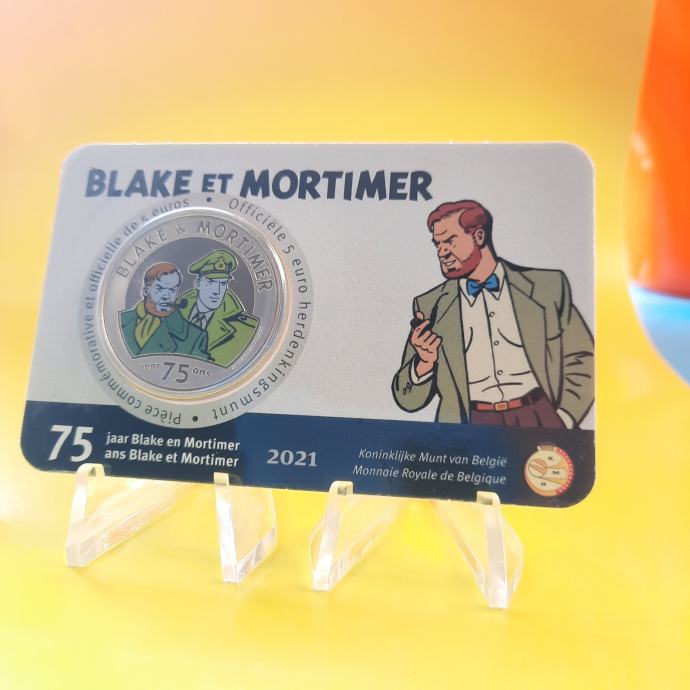 BLAKE ET MORTIMER
Pièce commémorative et officielle de 5 euros • Officiële 5 euro herdenkingsmunt •
BLAKE & MORTIMER
75 ans
75
jaar Blake en Mortimer
ans Blake et Mortimer
2021
Koninklijke Munt van België
Monnaie Royale de Belgique
K
M
R